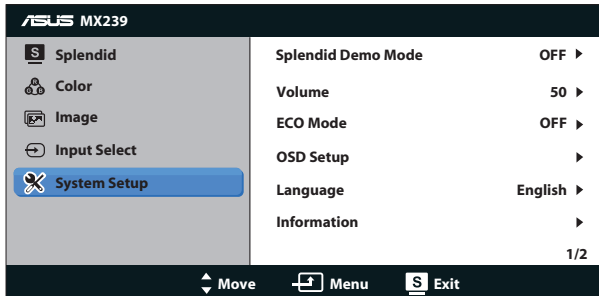 ASUS MX239
S Splendid
Color
Image
Input Select
System Setup
Splendid Demo Mode OFF
Volume 50
ECO Mode OFF
OSD Setup
Language English
Information
1/2
Move Menu S Exit